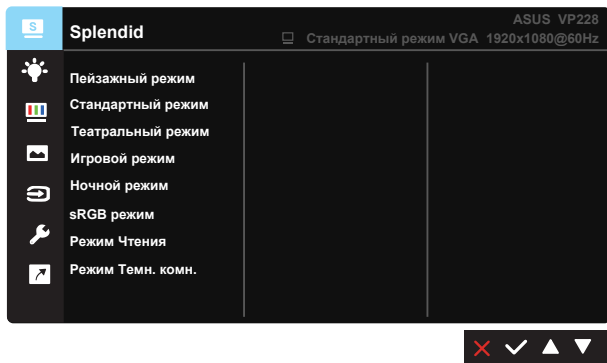 S
Splendid
ASUS VP228
Стандартный режим VGA 1920x1080@60Hz
Пейзажный режим
Стандартный режим
Театральный режим
Игровой режим
Ночной режим
sRGB режим
Режим Чтения
Режим Темн. комн.